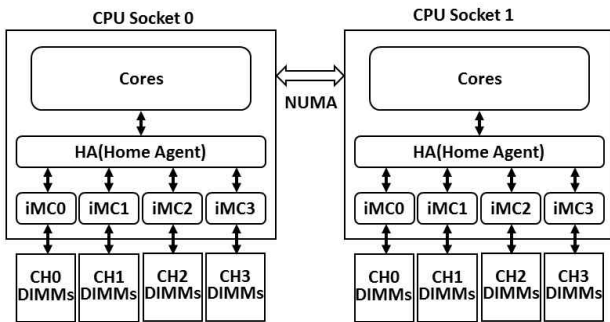 CPU Socket 0
CPU Socket 1
Cores
Cores
NUMA
HA(Home Agent)
HA(Home Agent)
iMC0 iMC1 iMC2 iMC3
iMC0 iMC1 iMC2 iMC3
CH0 CH1 CH2 CH3
DIMMs DIMMs DIMMs DIMMs
CH0 CH1 CH2 CH3
DIMMs DIMMs DIMMs DIMMs